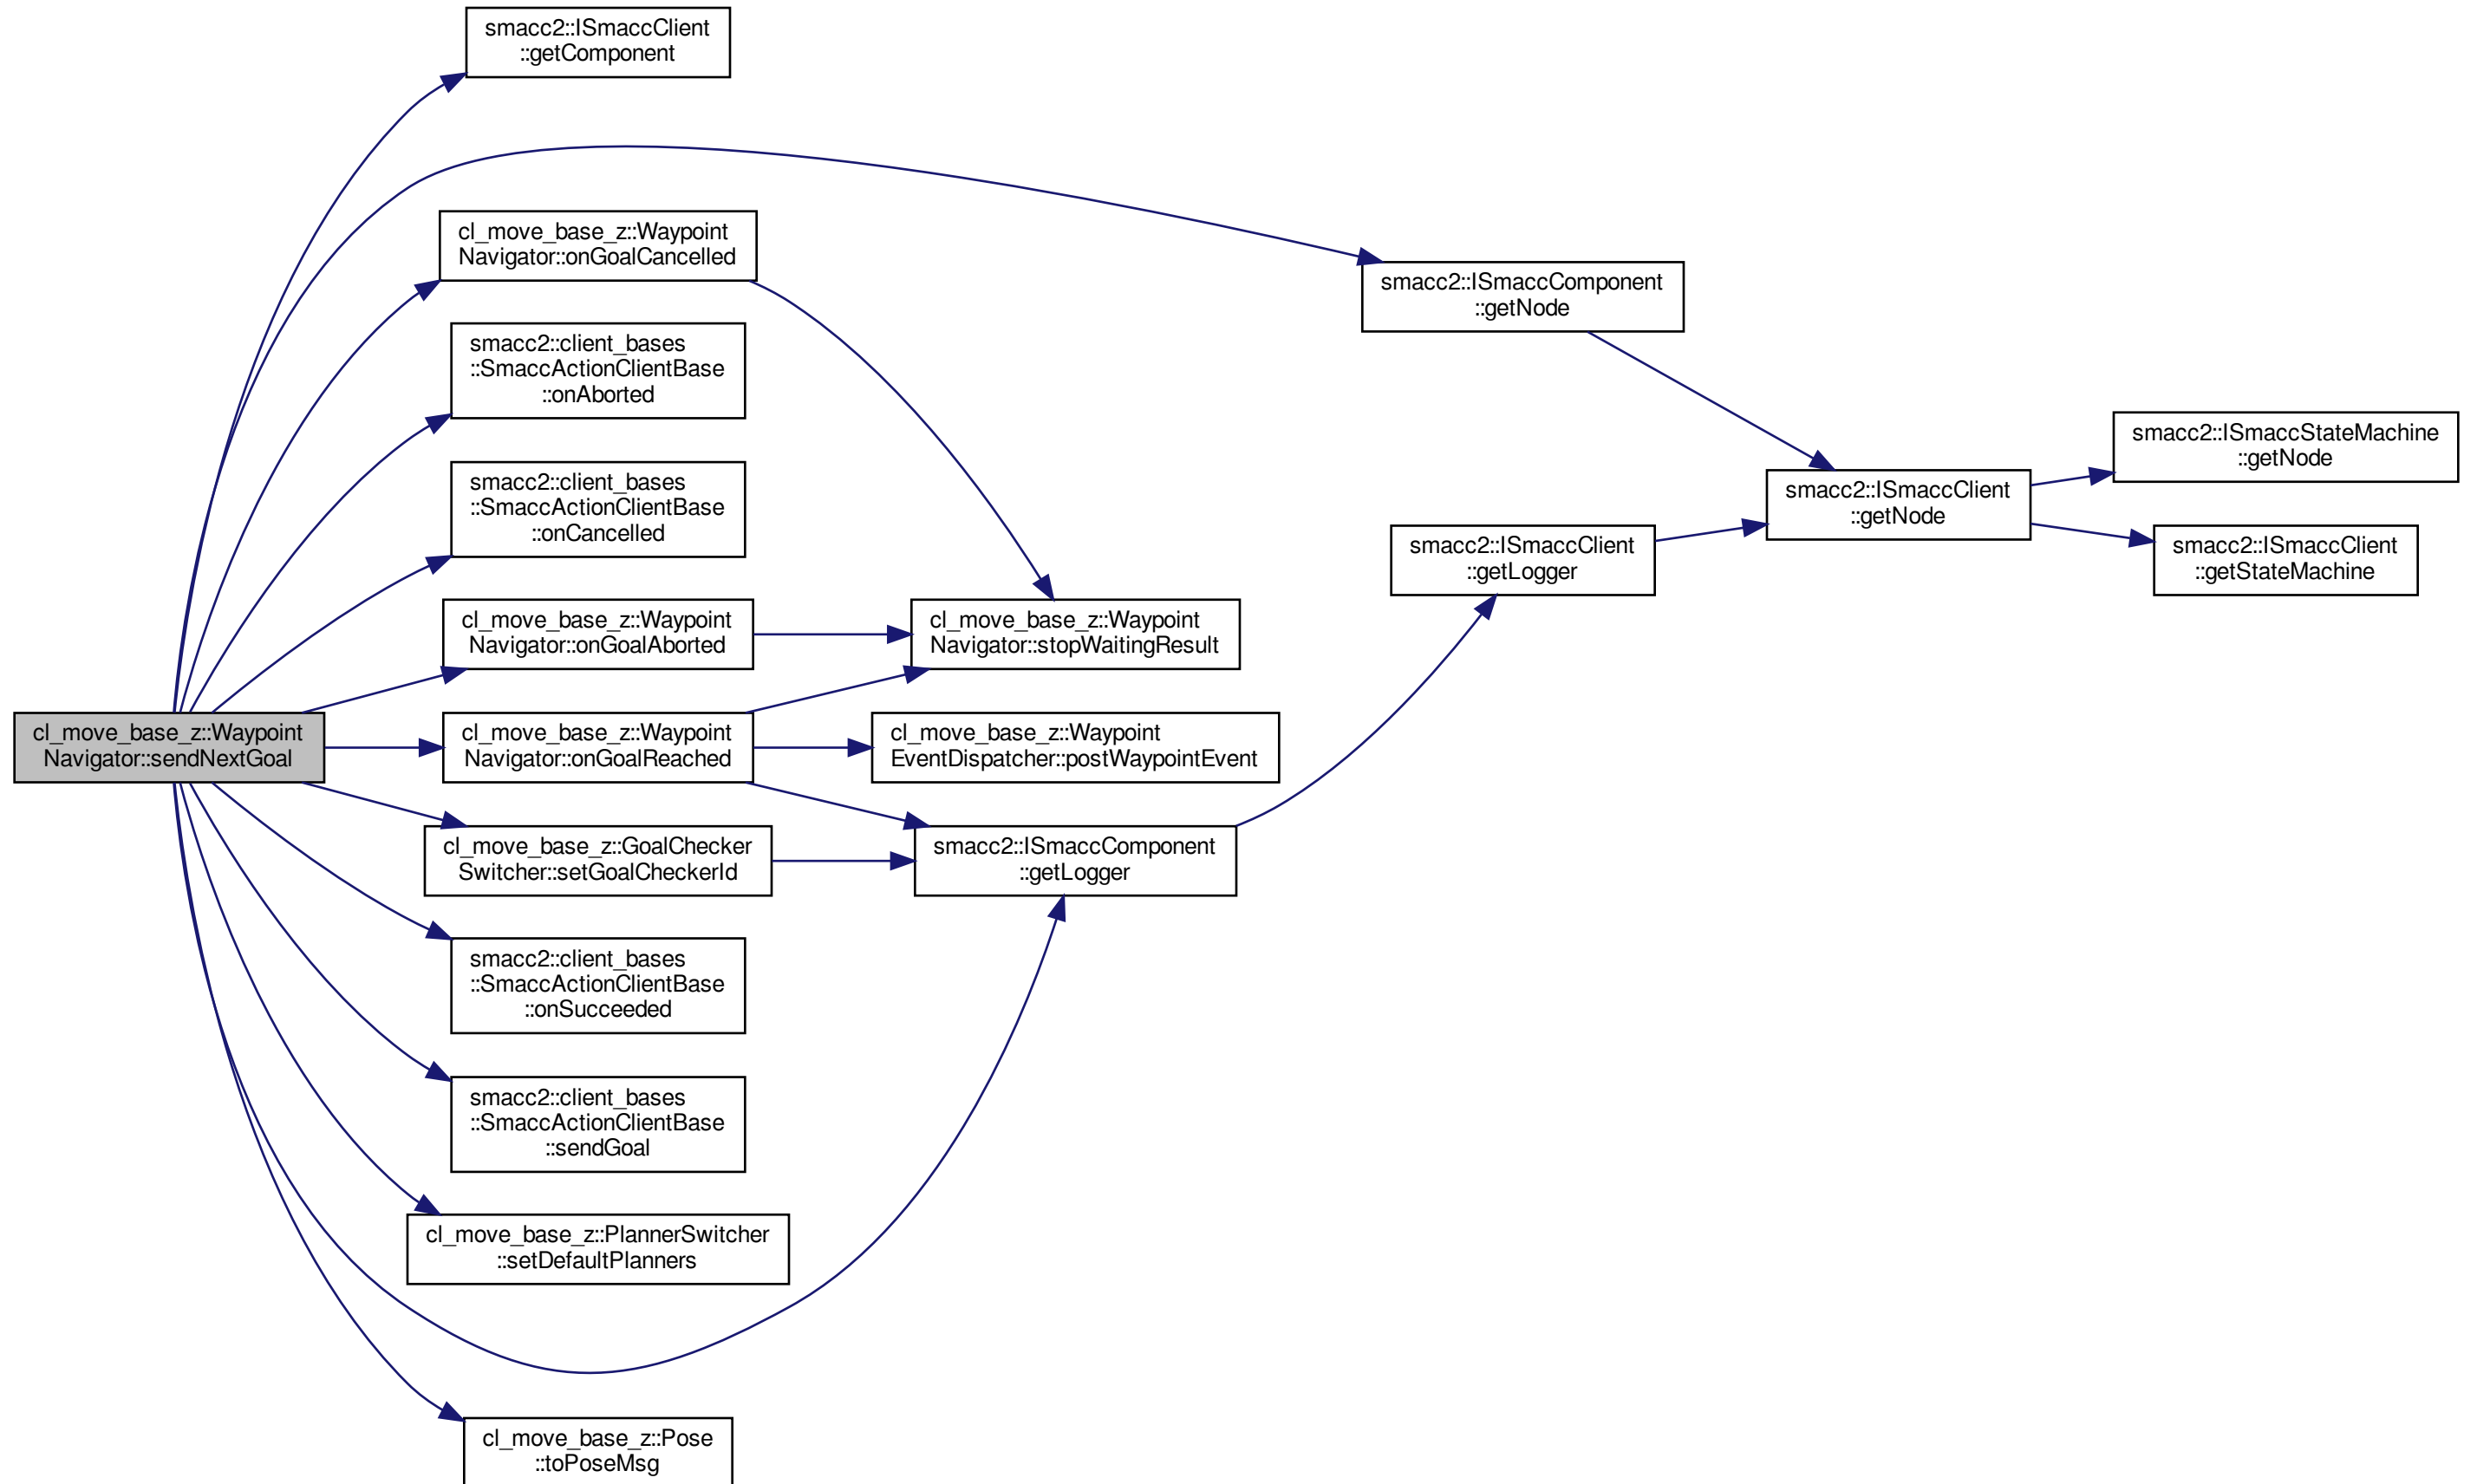 smacc2::ISmaccClient
::getComponent
cl_move_base_z::Waypoint
Navigator::onGoalCancelled
smacc2::ISmaccComponent
::getNode
smacc2::client_bases
::SmaccActionClientBase
::onAborted
smacc2::ISmaccStateMachine
::getNode
smacc2::client_bases
::SmaccActionClientBase
::onCancelled
smacc2::ISmaccClient
::getNode
smacc2::ISmaccClient
::getLogger
smacc2::ISmaccClient
::getStateMachine
cl_move_base_z::Waypoint
Navigator::onGoalAborted
cl_move_base_z::Waypoint
Navigator::stopWaitingResult
cl_move_base_z::Waypoint
Navigator::sendNextGoal
cl_move_base_z::Waypoint
Navigator::onGoalReached
cl_move_base_z::Waypoint
EventDispatcher::postWaypointEvent
cl_move_base_z::GoalChecker
Switcher::setGoalCheckerId
smacc2::ISmaccComponent
::getLogger
smacc2::client_bases
::SmaccActionClientBase
::onSucceeded
smacc2::client_bases
::SmaccActionClientBase
::sendGoal
cl_move_base_z::PlannerSwitcher
::setDefaultPlanners
cl_move_base_z::Pose
::toPoseMsg